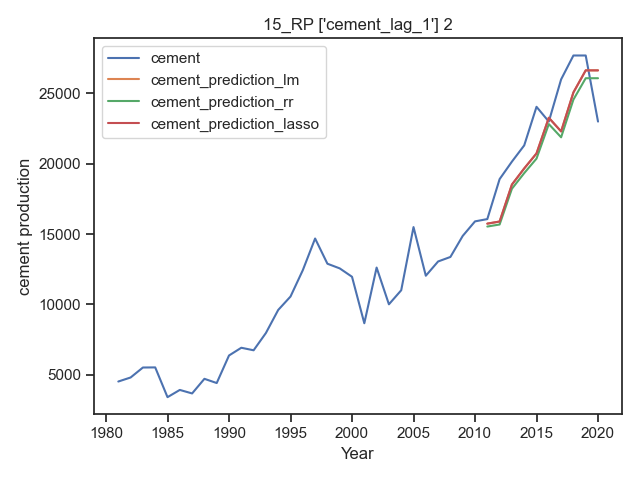 15_RP ['cement_lag_1'] 2
cement
cement_prediction_lm
cement_prediction_rr
cement_prediction_lasso
cement production
25000
20000
15000
10000
5000
1980 1985 1990 1995 2000 2005 2010 2015 2020
Year